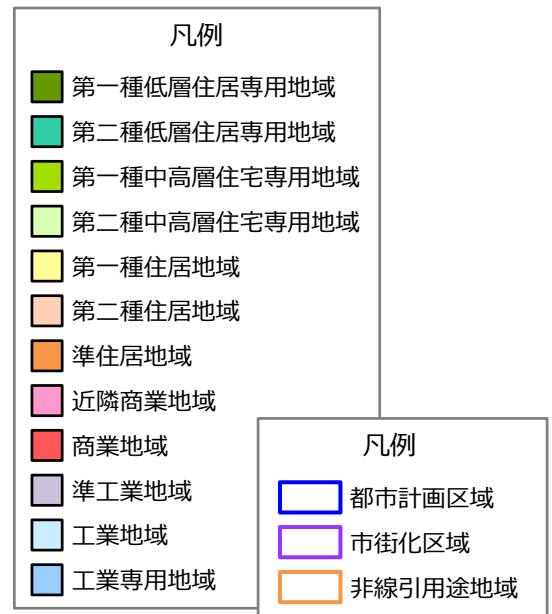 凡例
第一種低層住居専用地域
第二種低層住居専用地域
第一種中高層住宅専用地域
第二種中高層住宅専用地域
第一種住居地域
第二種住居地域
準住居地域
近隣商業地域
商業地域
準工業地域
工業地域
工業専用地域
凡例
都市計画区域
市街化区域
非線引用途地域